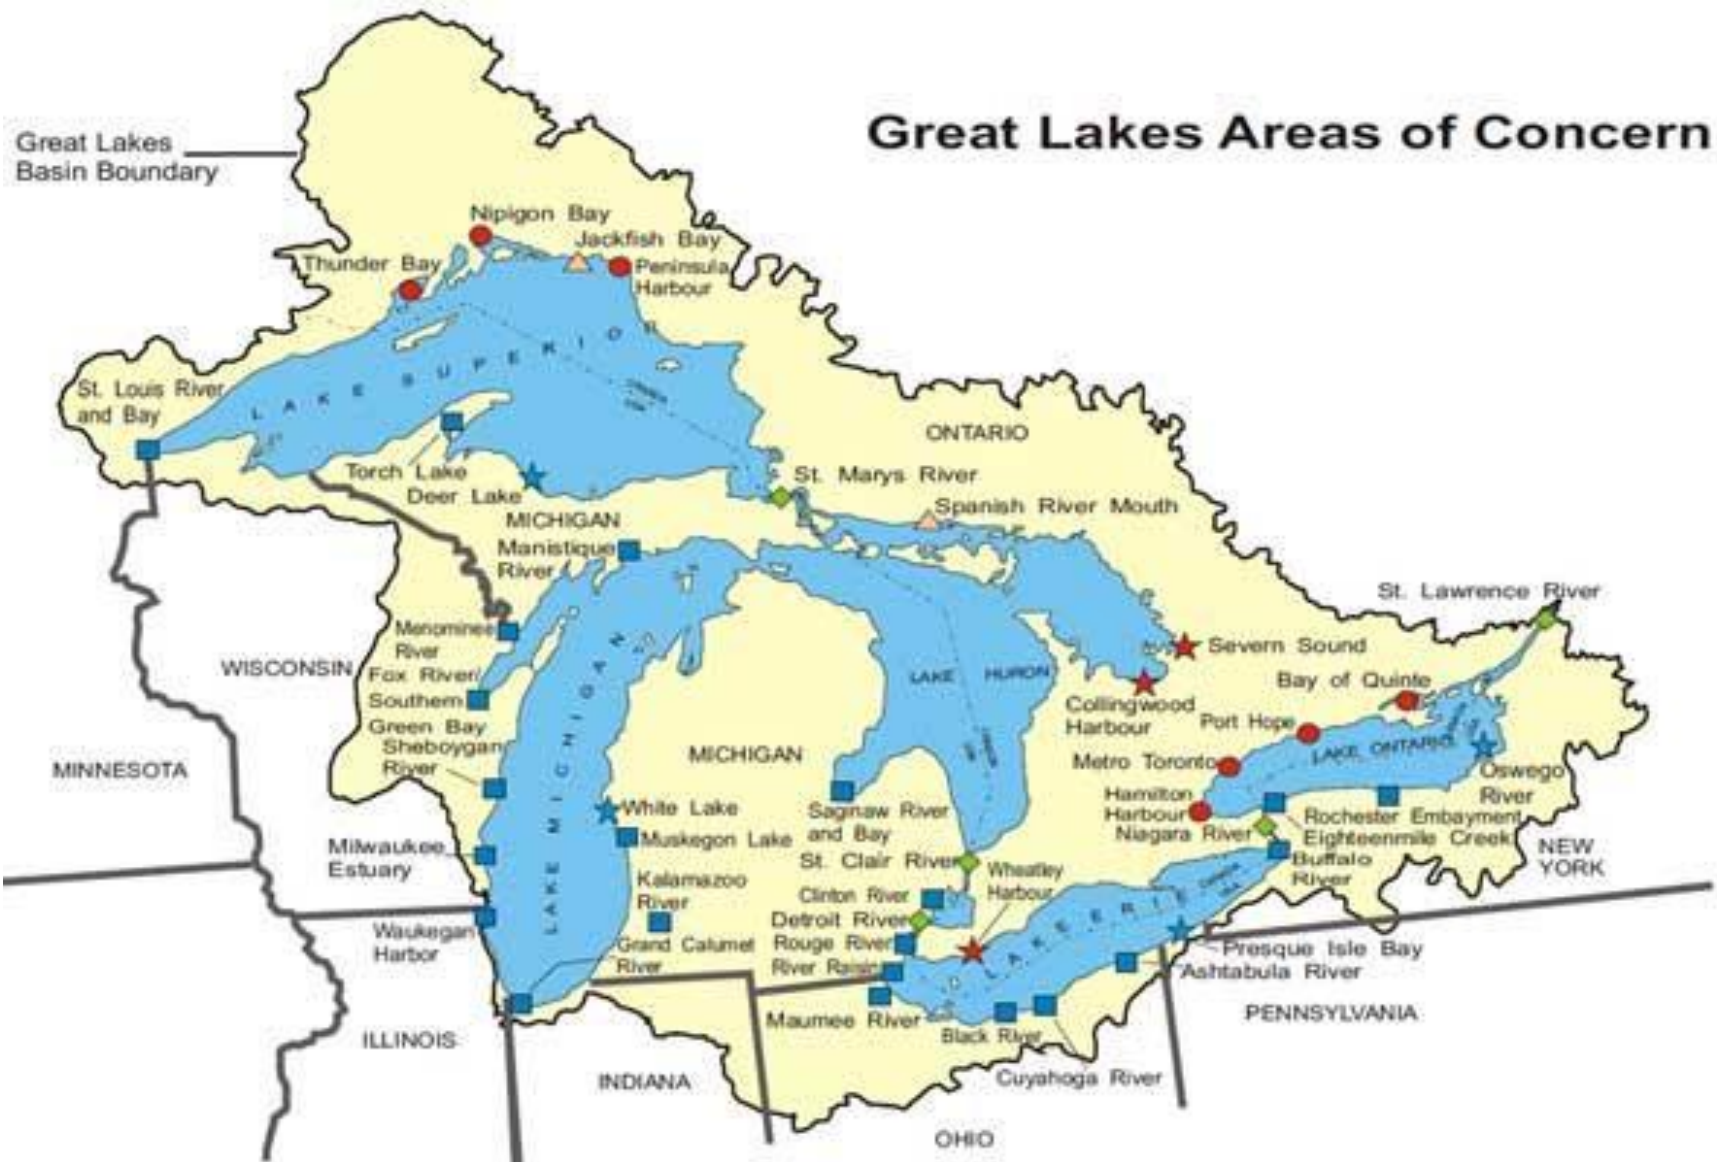 Great Lakes Areas of Concern
Great Lakes
Basin Boundary
Nipigon Bay
Jackfish Bay
Thunder Bay
Peninsula
Harbour
LAKE SUPERIOR
St. Louis River
and Bay
CANADA
USA
ONTARIO
Torch Lake
Deer Lake
St. Marys River
Spanish River Mouth
MICHIGAN
Manistique
River
St. Lawrence River
Menominee
River
Severn Sound
WISCONSIN
Fox River/
Southern
Green Bay
LAKE HURON
Bay of Quinte
Collingwood
Harbour
Port Hope
Sheboygan
River
MICHIGAN
LAKE MICHIGAN
MINNESOTA
Metro Toronto
LAKE ONTARIO
Oswego
River
Hamilton
Harbour
White Lake
Saginaw River
and Bay
Rochester Embayment
Niagara River
Eighteenmile Creek
Muskegon Lake
Milwaukee
Estuary
NEW
YORK
St. Clair River
Wheatley
Harbour
Buffalo
River
Kalamazoo
River
Clinton River
Detroit River
LAKE ERIE
CANADA
USA
Waukegan
Harbor
Grand Calumet
River
Rouge River
River Raisin
Presque Isle Bay
Ashtabula River
Maumee River
Black River
PENNSYLVANIA
ILLINOIS
INDIANA
Cuyahoga River
OHIO